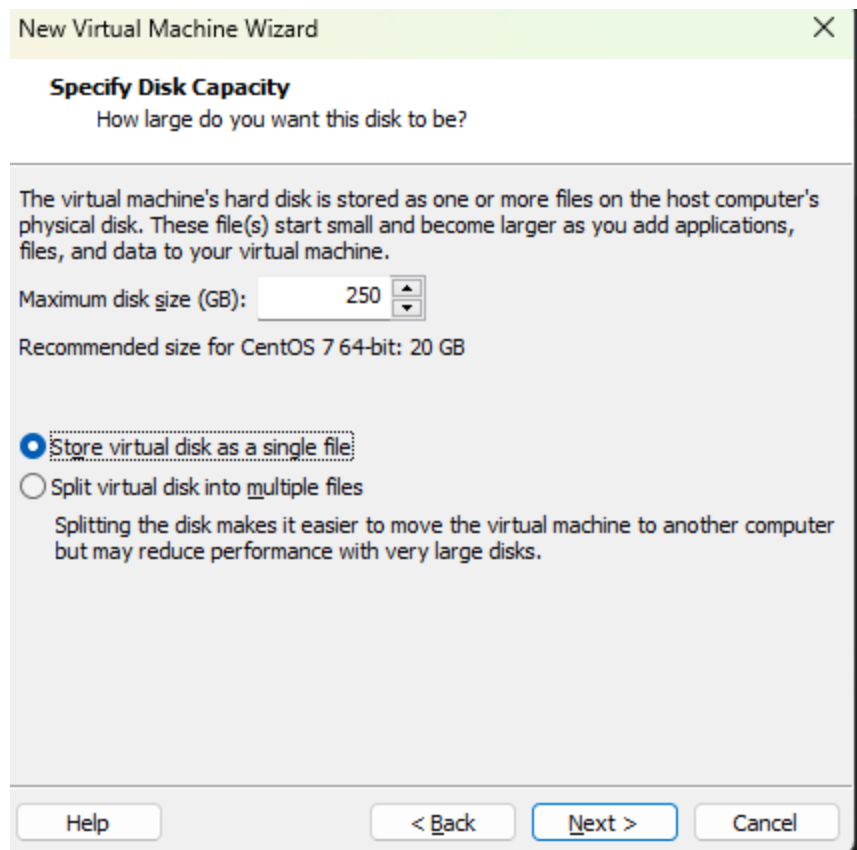 New Virtual Machine Wizard
Specify Disk Capacity
How large do you want this disk to be?
The virtual machine's hard disk is stored as one or more files on the host computer's
physical disk. These file(s) start small and become larger as you add applications,
files, and data to your virtual machine.
Maximum disk size (GB): 250
Recommended size for CentOS 7 64-bit: 20 GB
Store virtual disk as a single file
Split virtual disk into multiple files
Splitting the disk makes it easier to move the virtual machine to another computer
but may reduce performance with very large disks.
Help < Back Next > Cancel